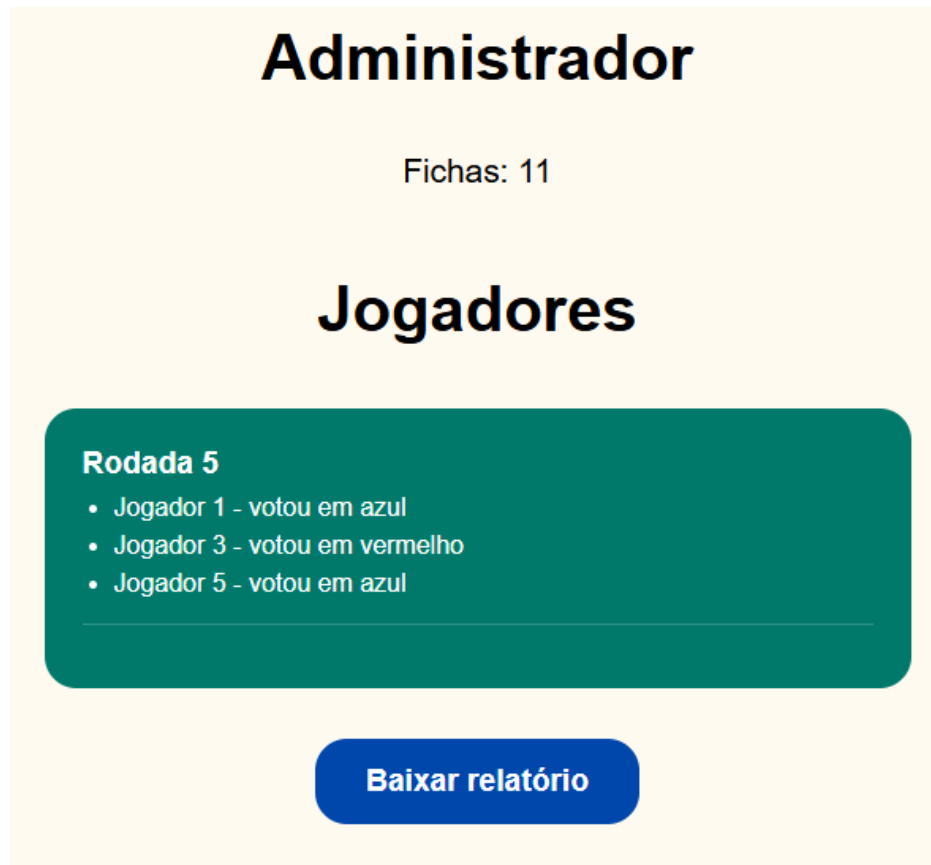 Administrador
Fichas: 11
Jogadores
Rodada 5
• Jogador 1 - votou em azul
• Jogador 3 - votou em vermelho
• Jogador 5 - votou em azul
Baixar relatório